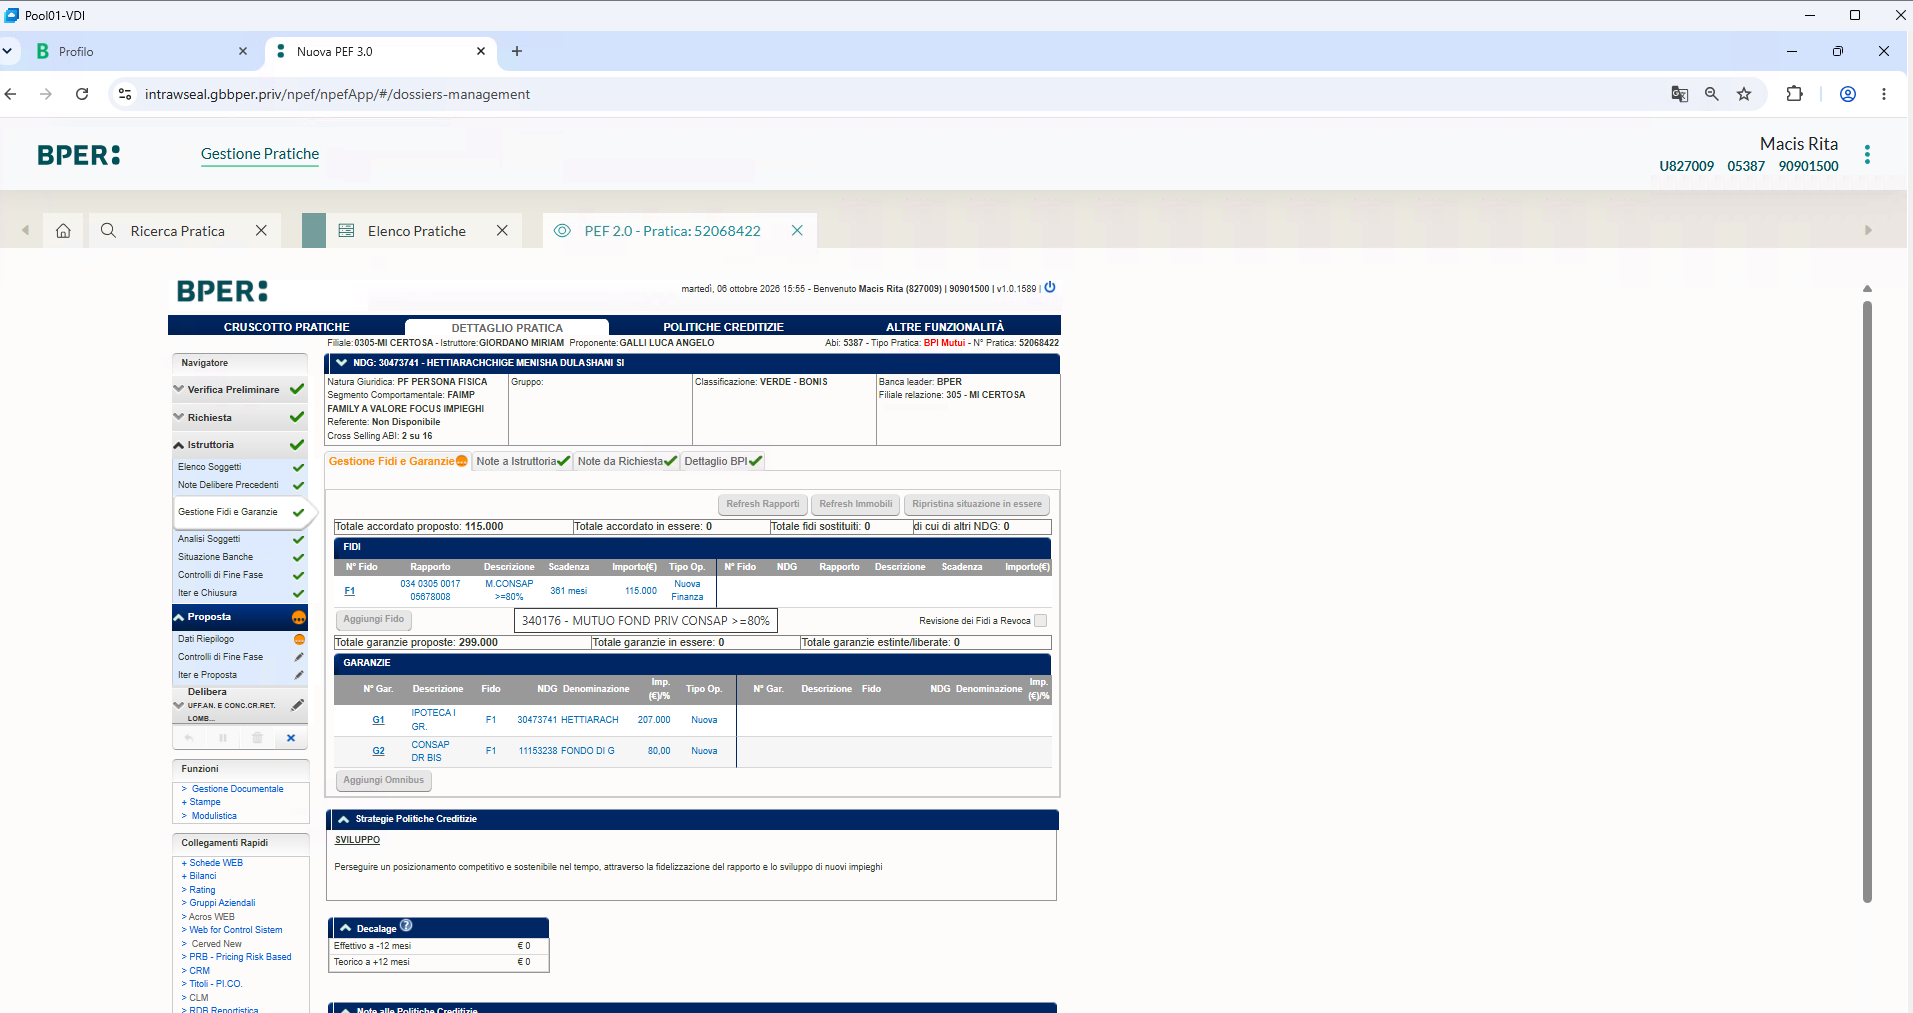 Pool01-VDI
Profilo
Nuova PEF 3.0
intrawseal.gbbper.priv/npef/npefApp/#/dossiers-management
BPER:
Gestione Pratiche
Macis Rita
U827009 05387 90901500
Ricerca Pratica
Elenco Pratiche
PEF 2.0 - Pratica: 52068422
BPER:
martedì, 06 ottobre 2026 15:55 - Benvenuto Macis Rita (827009) | 90901500 | v1.0.1589 |
CRUSCOTTO PRATICHE DETTAGLIO PRATICA POLITICHE CREDITIZIE ALTRE FUNZIONALITÀ
Filiale: 0305-MI CERTOSA - Istruttore: GIORDANO MIRIAM Proponente: GALLI LUCA ANGELO
Abi: 5387 - Tipo Pratica: BPI Mutui - N° Pratica: 52068422
Navigatore
Verifica Preliminare
Richiesta
Istruttoria
Elenco Soggetti
Note Delibere Precedenti
Gestione Fidi e Garanzie
Analisi Soggetti
Situazione Banche
Controlli di Fine Fase
Iter e Chiusura
Proposta
Dati Riepilogo
Controlli di Fine Fase
Iter e Proposta
Delibera
UFF.AN. E CONC.CR.RET.
LOMB...
Funzioni
> Gestione Documentale
+ Stampe
> Modulistica
Collegamenti Rapidi
+ Schede WEB
+ Bilanci
> Rating
> Gruppi Aziendali
> Acros WEB
> Web for Control Sistem
> Cerved New
> PRB - Pricing Risk Based
> CRM
> Titoli - PI.CO.
> CLM
> RDB Reportistica
NDG: 30473741 - HETTIARACHCHIGE MENISHA DULASHANI SI
Natura Giuridica: PF PERSONA FISICA
Segmento Comportamentale: FAIMP
FAMILY A VALORE FOCUS IMPIEGHI
Referente: Non Disponibile
Cross Selling ABI: 2 su 16
Gruppo:
Classificazione: VERDE - BONIS
Banca leader: BPER
Filiale relazione: 305 - MI CERTOSA
Gestione Fidi e Garanzie Note a Istruttoria Note da Richiesta Dettaglio BPI
Refresh Rapporti Refresh Immobili Ripristina situazione in essere
Totale accordato proposto: 115.000 Totale accordato in essere: 0 Totale fidi sostituiti: 0 di cui di altri NDG: 0
FIDI
N° Fido Rapporto Descrizione Scadenza Importo(€) Tipo Op. N° Fido NDG Rapporto Descrizione Scadenza Importo(€)
F1 034 0305 0017 05678008 M.CONSAP >=80% 361 mesi 115.000 Nuova Finanza
Aggiungi Fido
340176 - MUTUO FOND PRIV CONSAP >=80%
Revisione dei Fidi a Revoca
Totale garanzie proposte: 299.000 Totale garanzie in essere: 0 Totale garanzie estinte/liberate: 0
GARANZIE
N° Gar. Descrizione Fido NDG Denominazione Imp. (€)/% Tipo Op. N° Gar. Descrizione Fido NDG Denominazione Imp. (€)/%
G1 IPOTECA I GR. F1 30473741 HETTIARACH 207.000 Nuova
G2 CONSAP DR BIS F1 11153238 FONDO DI G 80,00 Nuova
Aggiungi Omnibus
Strategie Politiche Creditizie
SVILUPPO
Perseguire un posizionamento competitivo e sostenibile nel tempo, attraverso la fidelizzazione del rapporto e lo sviluppo di nuovi impieghi
Decalage ?
Effettivo a -12 mesi € 0
Teorico a +12 mesi € 0
Note alle Politiche Creditizie